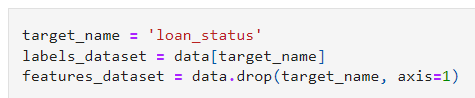 target_name = 'loan_status'
labels_dataset = data[target_name]
features_dataset = data.drop(target_name, axis=1)